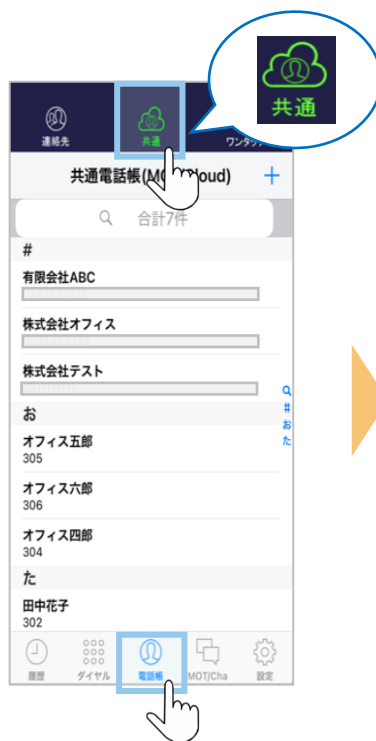 共通
連絡先
共通
共通電話帳(MO
loud)
+
合計7件
#
有限会社ABC
株式会社オフィス
株式会社テスト
お
オフィス五郎
305
オフィス六郎
306
オフィス四郎
304
た
田中花子
302
#
お
た
履歴
ダイヤル
電話帳
MOT/Cha
設定